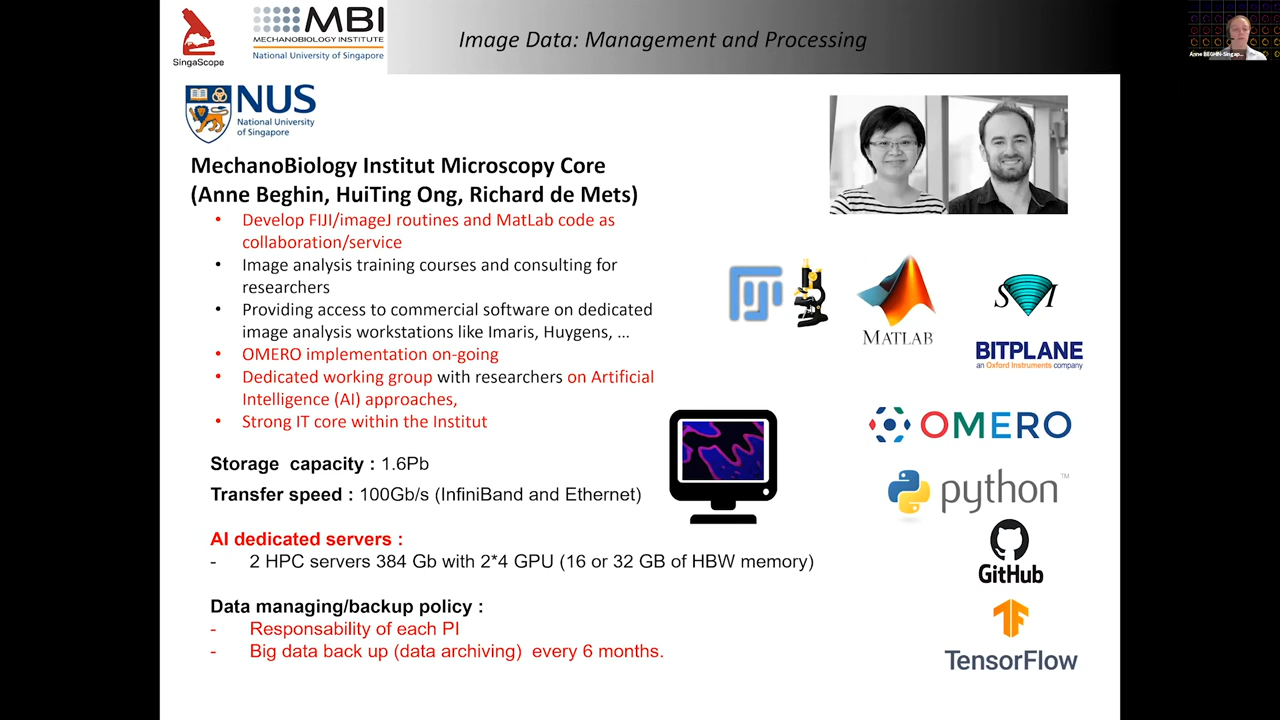 SingaScope
MBI
MECHANOBIOLOGY INSTITUTE
National University of Singapore
Image Data: Management and Processing
Anne BEGHIN-Singap...
NUS
National University
of Singapore
MechanoBiology Institut Microscopy Core
(Anne Beghin, HuiTing Ong, Richard de Mets)
• Develop FIJI/imageJ routines and MatLab code as
collaboration/service
• Image analysis training courses and consulting for
researchers
• Providing access to commercial software on dedicated
image analysis workstations like Imaris, Huygens, …
• OMERO implementation on-going
• Dedicated working group with researchers on Artificial
Intelligence (AI) approaches,
• Strong IT core within the Institut
Storage capacity : 1.6Pb
Transfer speed : 100Gb/s (InfiniBand and Ethernet)
AI dedicated servers :
- 2 HPC servers 384 Gb with 2*4 GPU (16 or 32 GB of HBW memory)
Data managing/backup policy :
- Responsability of each PI
- Big data back up (data archiving) every 6 months.
MATLAB
SVI
BITPLANE
an Oxford Instruments company
OMERO
python™
GitHub
TensorFlow